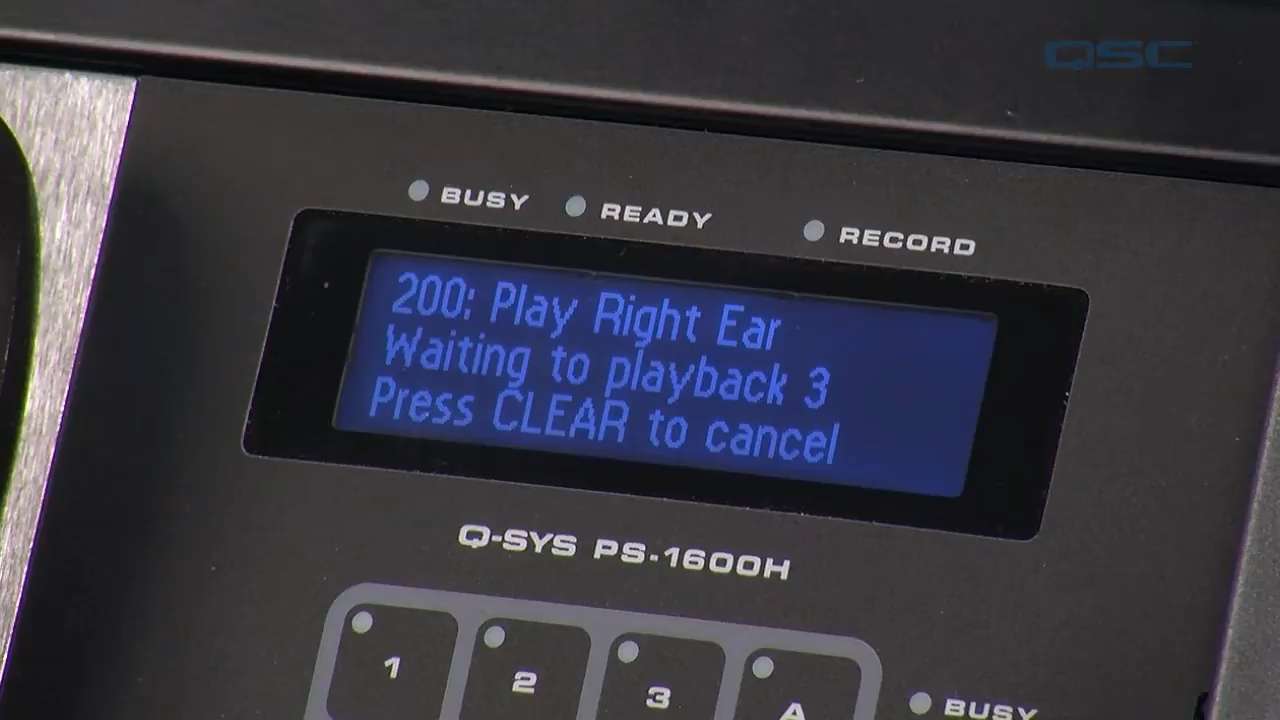 QSC
BUSY
READY
RECORD
200: Play Right Ear
Waiting to playback 3
Press CLEAR to cancel
Q-SYS PS-1600H
1
2
3
A
BUSY